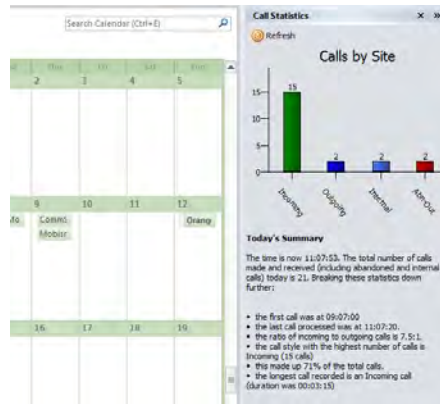 Search Calendar (Ctrl+E)
Call Statistics
Refresh
Calls by Site
15
10
5
0
15
2
2
2
Incoming
Outgoing
Internal
Abn-Out
Thu
Fri
Sat
Sun
2
3
4
5
9
10
11
12
Mo
Comms
Orang
16
17
18
19
Today's Summary
The time is now 11:07:53. The total number of calls
made and received (including abandoned and internal
calls) today is 21. Breaking these statistics down
further:
• the first call was at 09:07:00
• the last call processed was at 11:07:20.
• the ratio of incoming to outgoing calls is 7.5:1.
• the call style with the highest number of calls is
Incoming (15 calls)
• this made up 71% of the total calls.
• the longest call recorded is an Incoming call
(duration was 00:03:15)